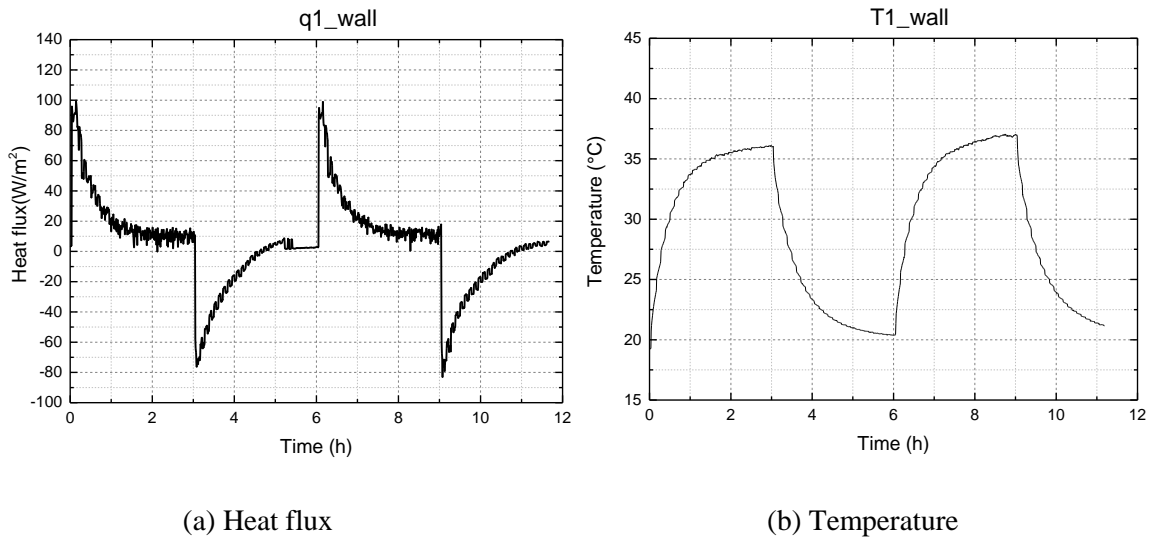 q1_wall
140
120
100
80
60
40
20
0
-20
-40
-60
-80
-100
Heat flux(W/m²)
0 2 4 6 8 10 12
Time (h)
(a) Heat flux
T1_wall
45
40
35
30
25
20
15
Temperature (°C)
0 2 4 6 8 10 12
Time (h)
(b) Temperature